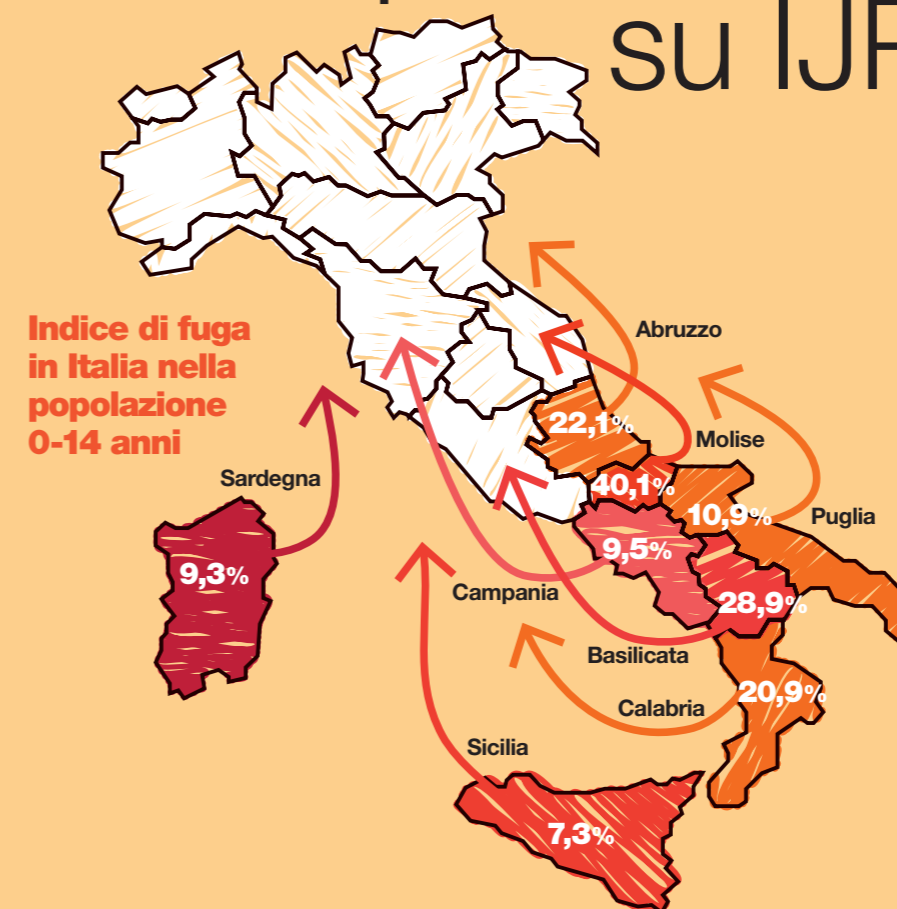 su IJP
Indice di fuga
in Italia nella
popolazione
0-14 anni
Abruzzo
22,1%
Molise
40,1%
Puglia
10,9%
Sardegna
9,3%
Campania
9,5%
Basilicata
28,9%
Calabria
20,9%
Sicilia
7,3%